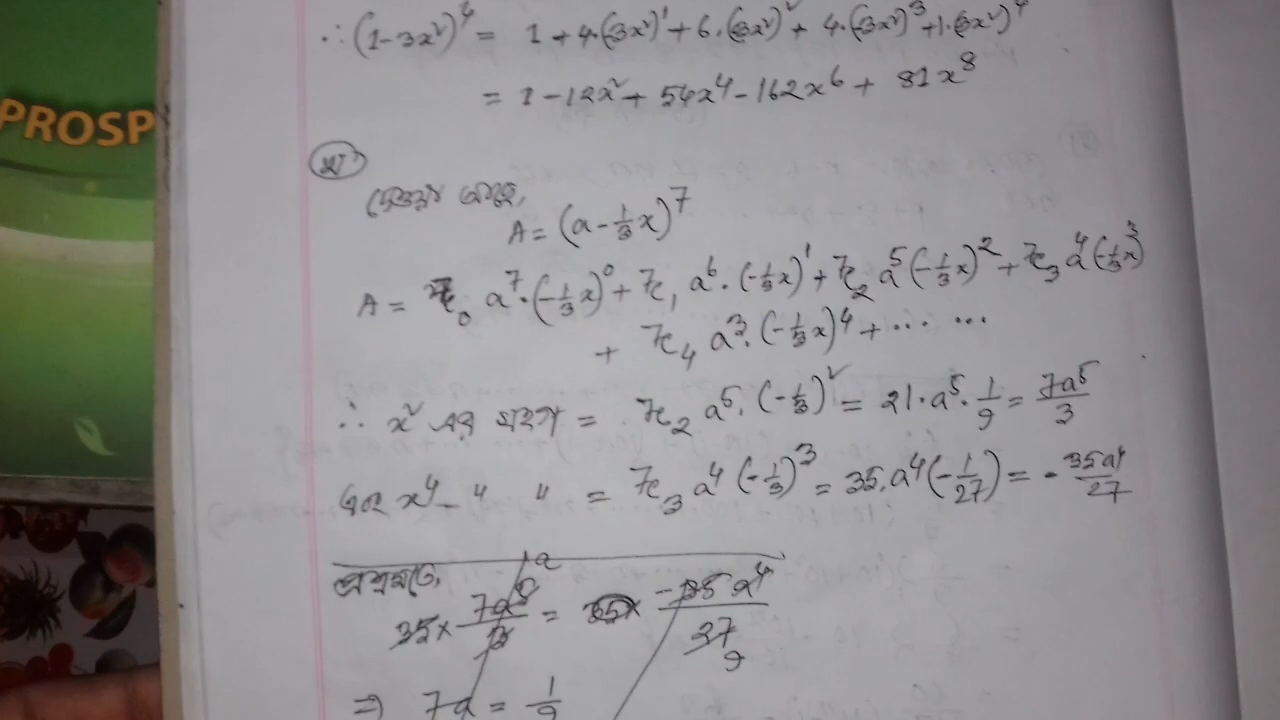 PROSP
∴ (1-3x²)⁴ = 1 + 4.(-3x²)¹ + 6.(-3x²)² + 4.(-3x²)³ + 1.(-3x²)⁴
= 1 - 12x² + 54x⁴ - 162x⁶ + 81x⁸
খ
দেওয়া আছে,
A = (a - 1/3 x)⁷
A = 7c₀ a⁷.(-1/3 x)⁰ + 7c₁ a⁶.(-1/3 x)¹ + 7c₂ a⁵(-1/3 x)² + 7c₃ a⁴(-1/3 x)³
+ 7c₄ a³.(-1/3 x)⁴ + ... ...
∴ x² এর সহগ = 7c₂ a⁵.(-1/3)² = 21.a⁵.1/9 = 7a⁵/3
এবং x⁴ - " " = 7c₃ a⁴(-1/3)³ = 35.a⁴(-1/27) = -35a⁴/27
প্রশ্নমতে,
35 × 7a⁵/3 = -35a⁴/27
a
9
⇒ 7a = 1/9